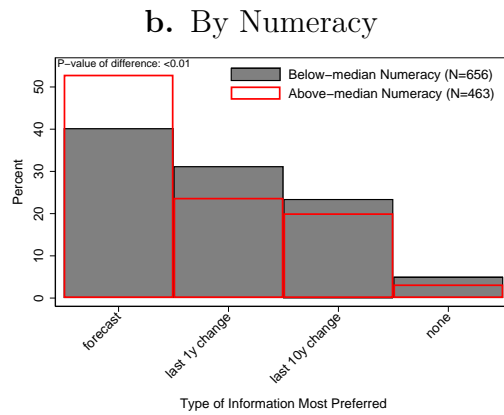 b. By Numeracy
P−value of difference: <0.01
Below−median Numeracy (N=656)
Above−median Numeracy (N=463)
Percent
50
40
30
20
10
0
forecast
last 1y change
last 10y change
none
Type of Information Most Preferred